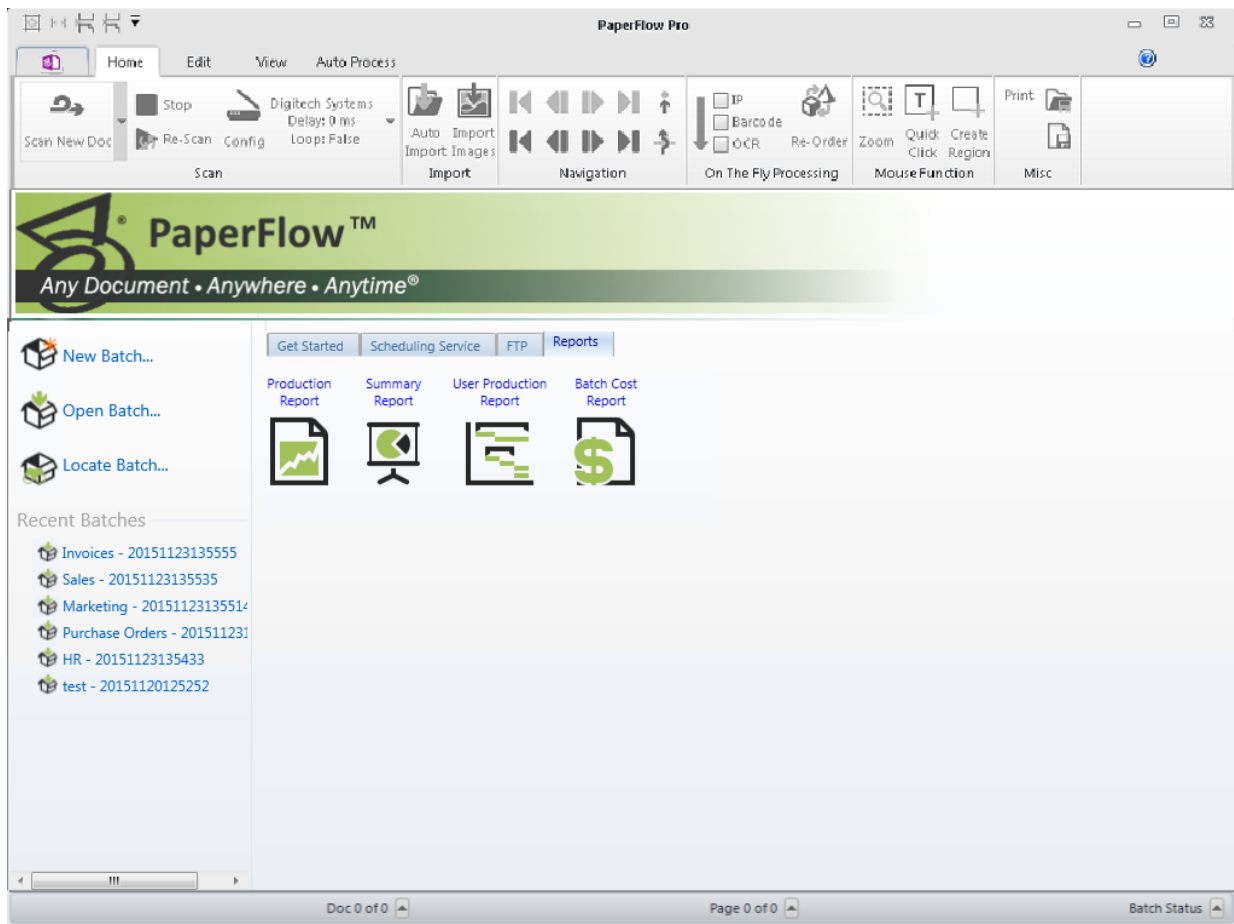 PaperFlow Pro
Home Edit View Auto Process
Scan New Doc
Stop
Re-Scan
Config
Digitech Systems
Delay: 0 ms
Loop: False
Scan
Auto
Import
Import
Images
Import
Navigation
IP
Barcode
OCR
Re-Order
On The Fly Processing
Zoom
Quick
Click
Create
Region
Mouse Function
Print
Misc
PaperFlow™
Any Document • Anywhere • Anytime®
New Batch...
Open Batch...
Locate Batch...
Recent Batches
Invoices - 20151123135555
Sales - 20151123135535
Marketing - 20151123135514
Purchase Orders - 201511231
HR - 20151123135433
test - 20151120125252
Get Started Scheduling Service FTP Reports
Production
Report
Summary
Report
User Production
Report
Batch Cost
Report
Doc 0 of 0 Page 0 of 0 Batch Status